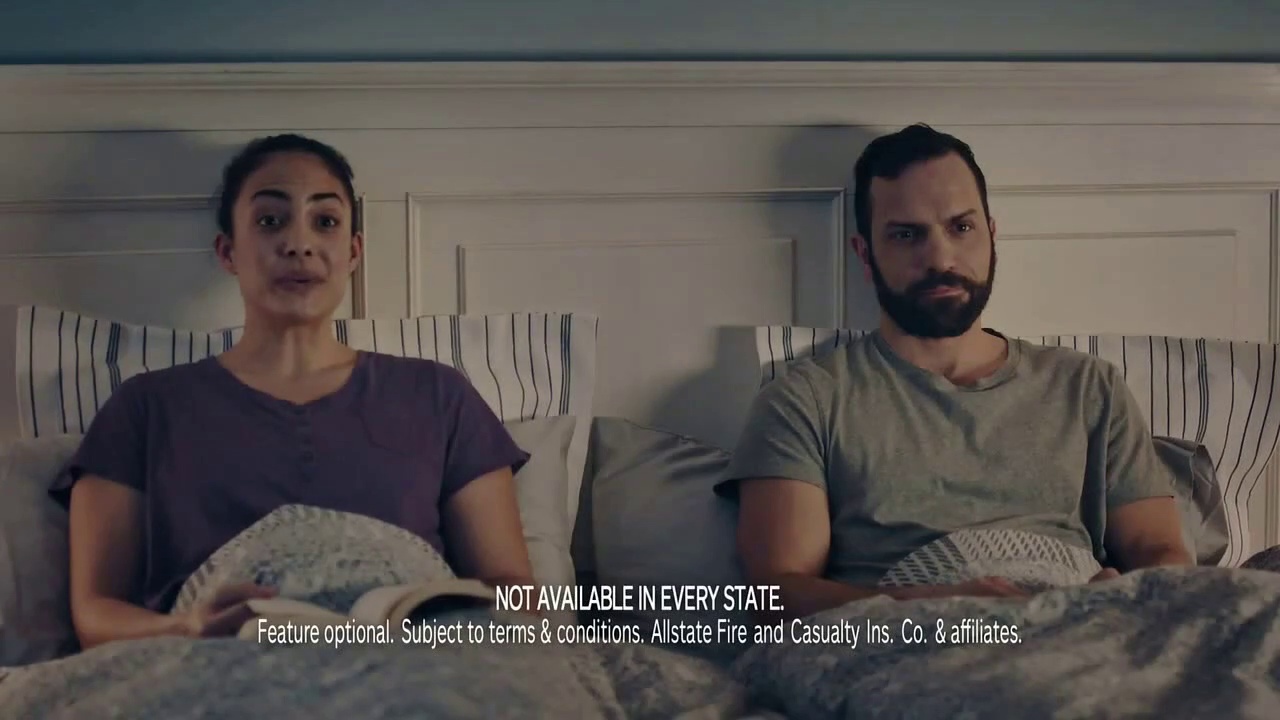 NOT AVAILABLE IN EVERY STATE.
Feature optional. Subject to terms & conditions. Allstate Fire and Casualty Ins. Co. & affiliates.